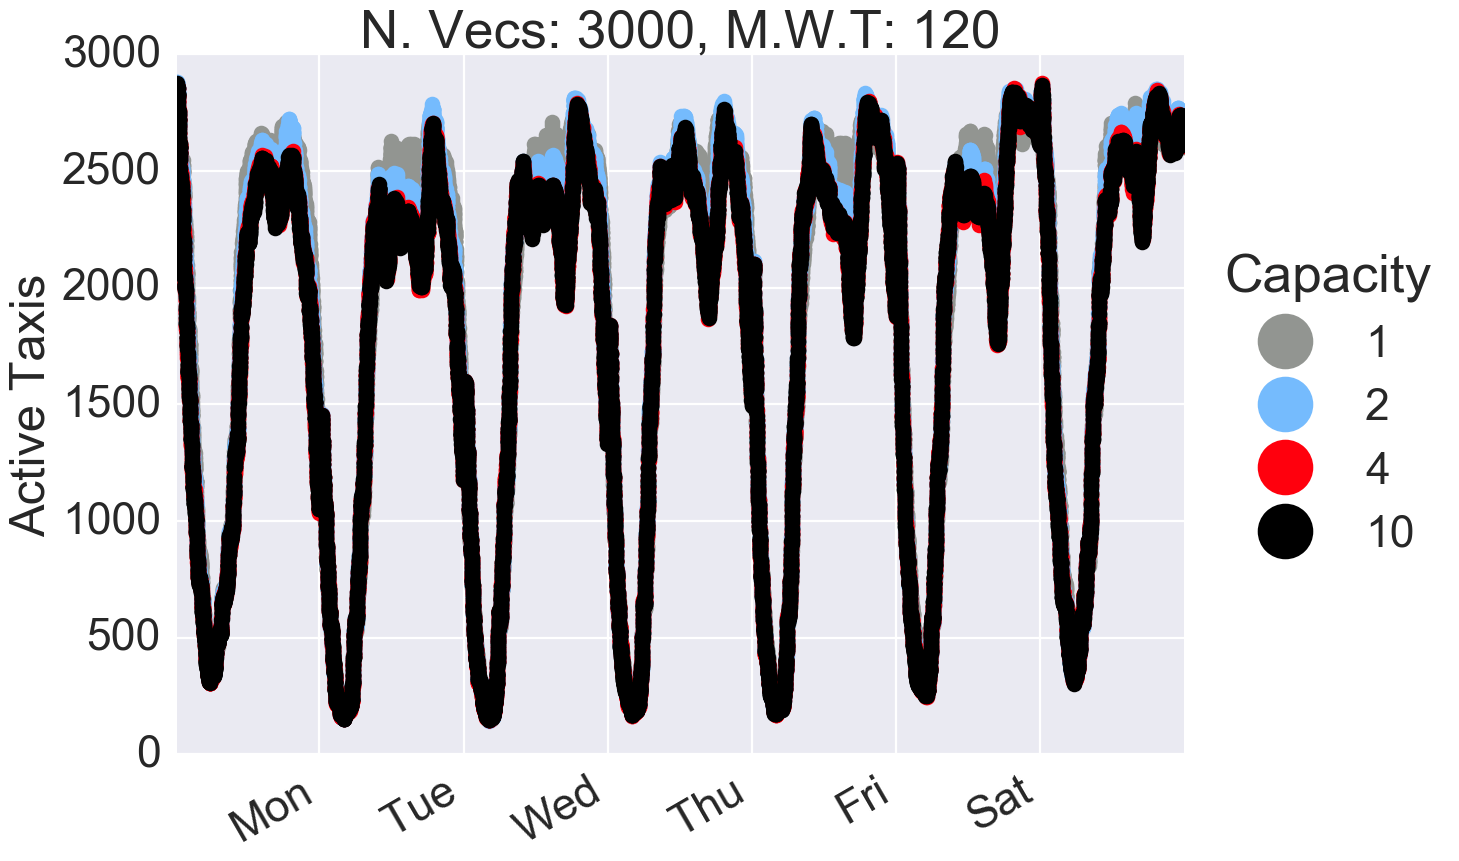 N. Vecs: 3000, M.W.T: 120
3000
2500
2000
1500
1000
500
0
Active Taxis
Mon
Tue
Wed
Thu
Fri
Sat
Capacity
1
2
4
10